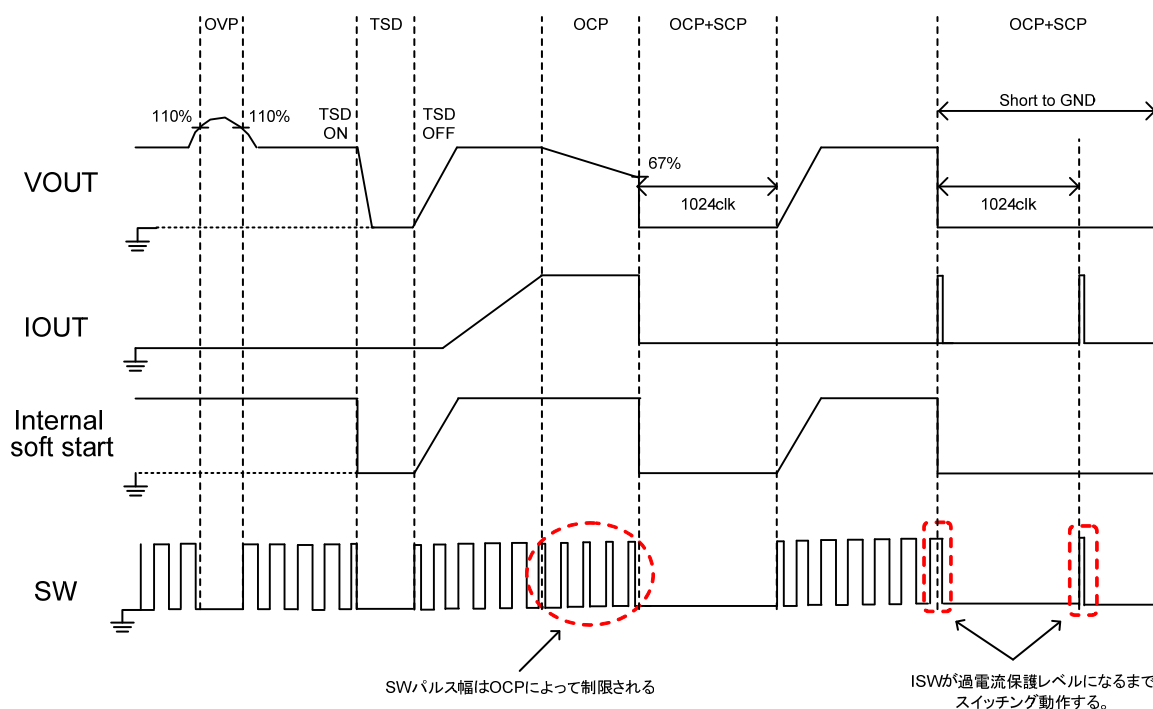 OVP
TSD
OCP
OCP+SCP
OCP+SCP
110%
110%
TSD
ON
TSD
OFF
67%
Short to GND
VOUT
1024clk
1024clk
IOUT
Internal
soft start
SW
SWパルス幅はOCPによって制限される
ISWが過電流保護レベルになるまで
スイッチング動作する。